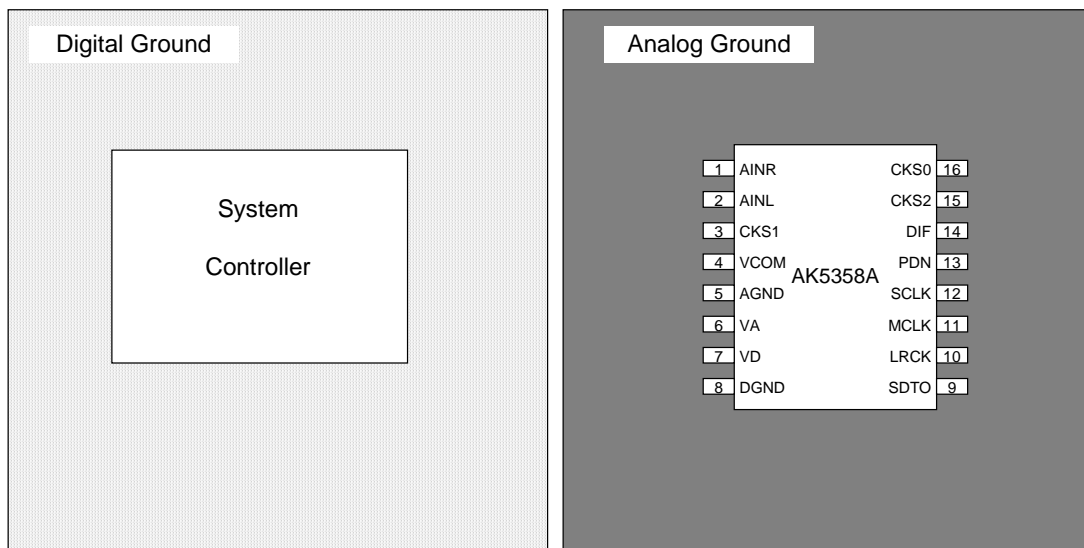 Digital Ground
Analog Ground
System
Controller
1 AINR CKS0 16
2 AINL CKS2 15
3 CKS1 DIF 14
4 VCOM PDN 13
AK5358A
5 AGND SCLK 12
6 VA MCLK 11
7 VD LRCK 10
8 DGND SDTO 9